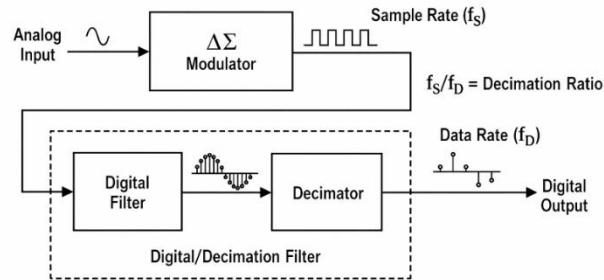 Sample Rate (fS)
Analog
Input
ΔΣ
Modulator
fS/fD = Decimation Ratio
Data Rate (fD)
Digital
Filter
Decimator
Digital
Output
Digital/Decimation Filter